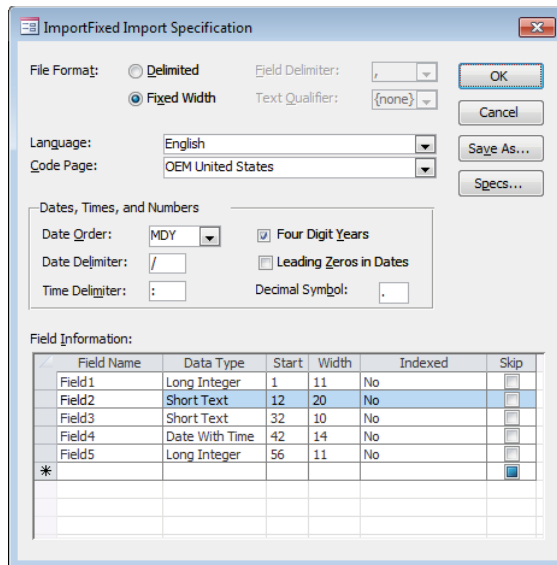 ImportFixed Import Specification
File Format: Delimited Field Delimiter: , OK
Fixed Width Text Qualifier: {none} Cancel
Language: English Save As...
Code Page: OEM United States Specs...
Dates, Times, and Numbers
Date Order: MDY Four Digit Years
Date Delimiter: / Leading Zeros in Dates
Time Delimiter: : Decimal Symbol: .
Field Information:
Field Name Data Type Start Width Indexed Skip
Field1 Long Integer 1 11 No
Field2 Short Text 12 20 No
Field3 Short Text 32 10 No
Field4 Date With Time 42 14 No
Field5 Long Integer 56 11 No